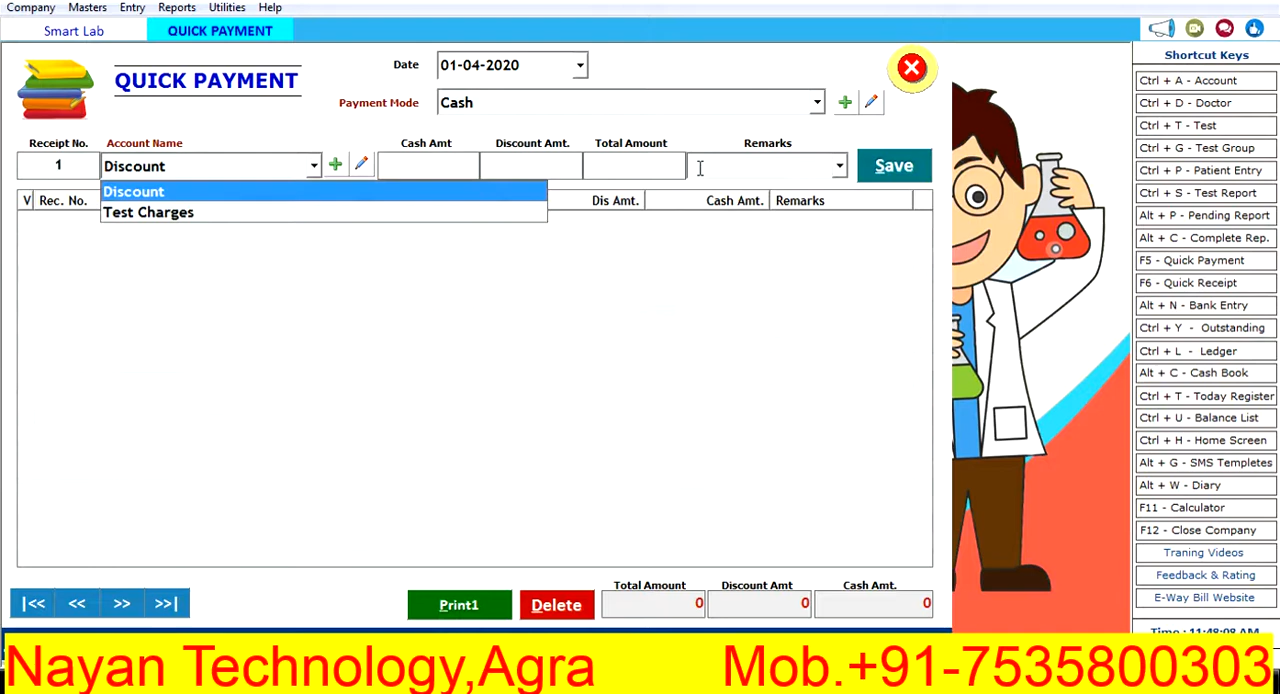 Company Masters Entry Reports Utilities Help
Smart Lab QUICK PAYMENT
QUICK PAYMENT
Date 01-04-2020
Payment Mode Cash
Receipt No. Account Name Cash Amt Discount Amt. Total Amount Remarks
1 Discount Save
Discount
Test Charges
V Rec. No. Dis Amt. Cash Amt. Remarks
Total Amount Discount Amt Cash Amt.
|<< << >> >>| Print1 Delete 0 0 0
Shortcut Keys
Ctrl + A - Account
Ctrl + D - Doctor
Ctrl + T - Test
Ctrl + G - Test Group
Ctrl + P - Patient Entry
Ctrl + S - Test Report
Alt + P - Pending Report
Alt + C - Complete Rep.
F5 - Quick Payment
F6 - Quick Receipt
Alt + N - Bank Entry
Ctrl + Y - Outstanding
Ctrl + L - Ledger
Alt + C - Cash Book
Ctrl + T - Today Register
Ctrl + U - Balance List
Ctrl + H - Home Screen
Alt + G - SMS Templetes
Alt + W - Diary
F11 - Calculator
F12 - Close Company
Traning Videos
Feedback & Rating
E-Way Bill Website
Time : 11:48:08 AM
Nayan Technology,Agra Mob.+91-7535800303